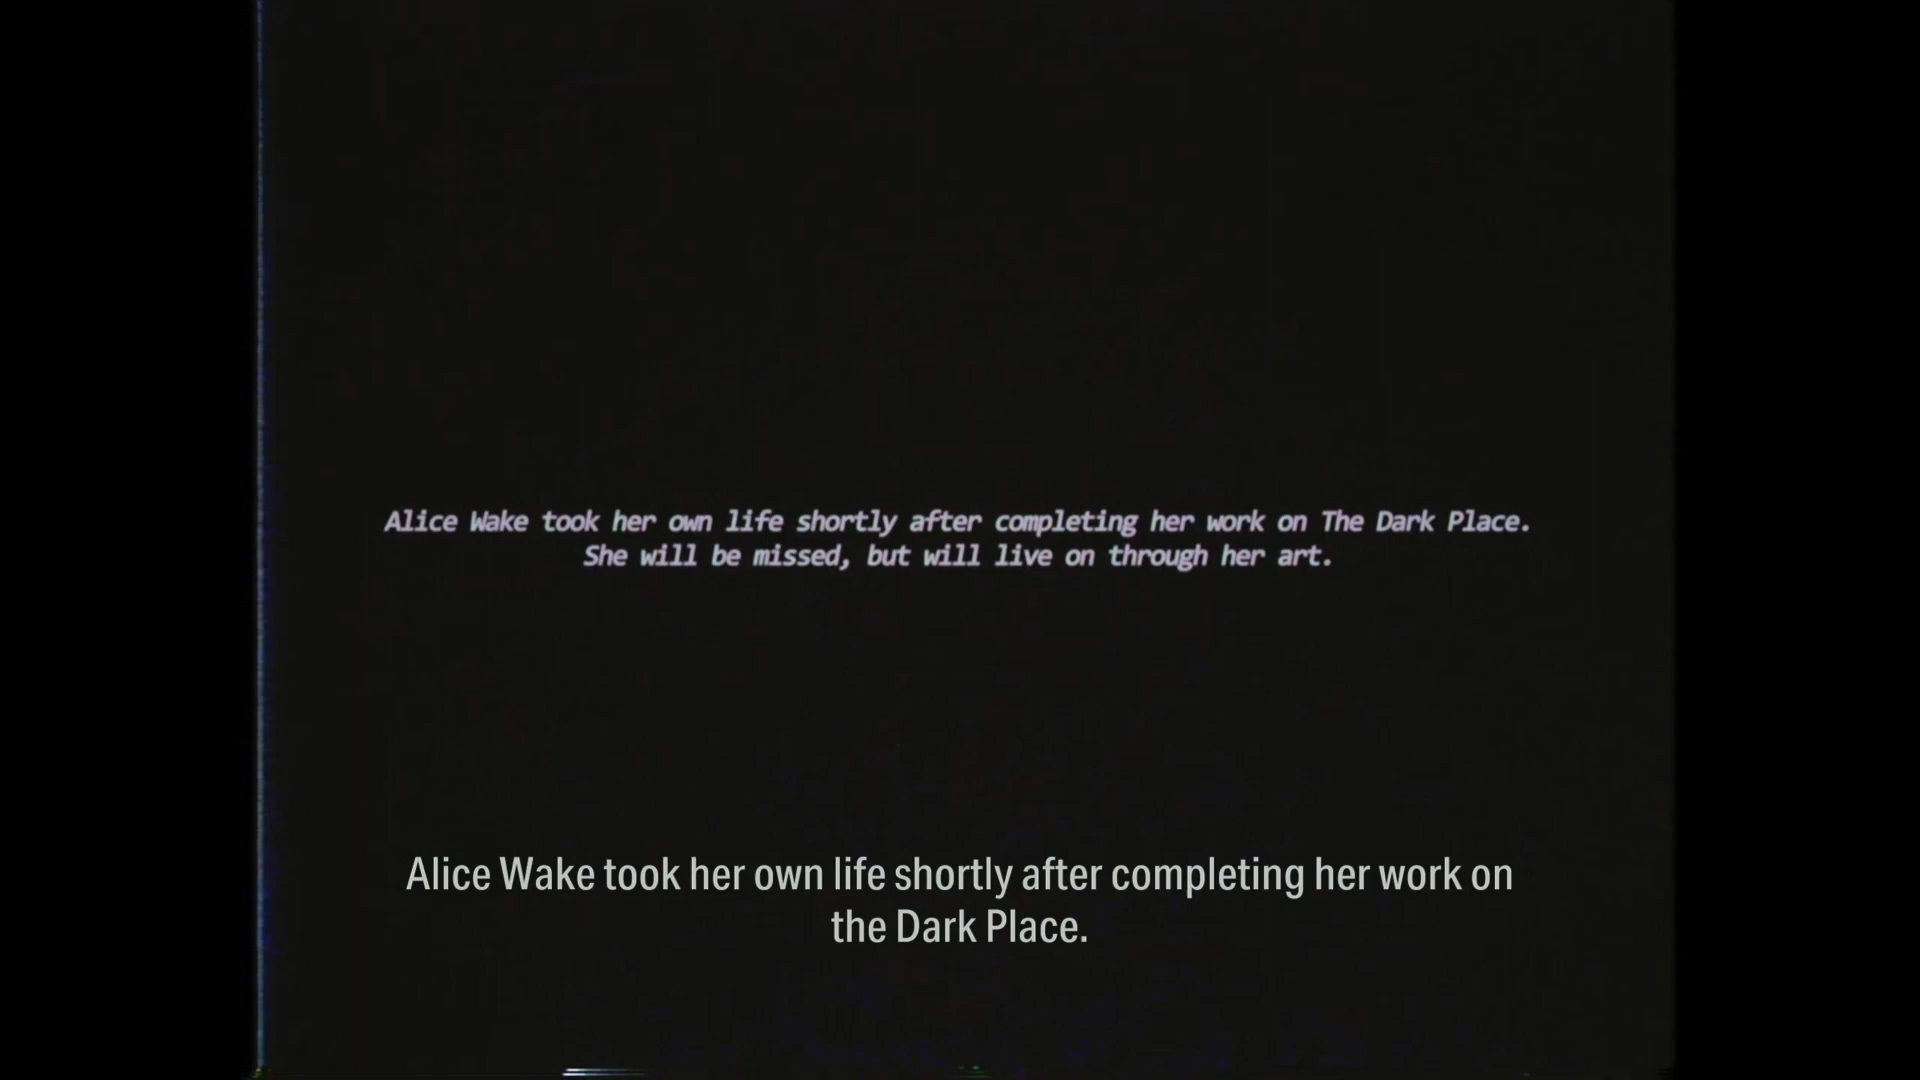 Alice Wake took her own life shortly after completing her work on The Dark Place.
She will be missed, but will live on through her art.
Alice Wake took her own life shortly after completing her work on
the Dark Place.